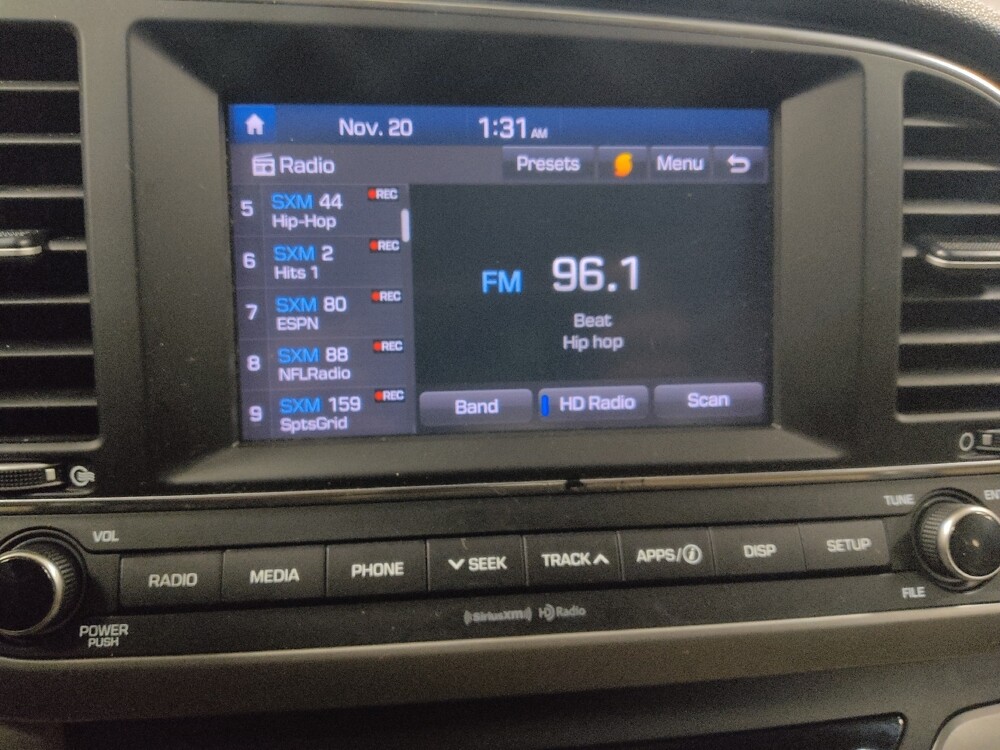 Nov. 20 1:31 AM
Radio Presets Menu
5 SXM 44 REC
Hip-Hop
6 SXM 2 REC
Hits 1
7 SXM 80 REC
ESPN
8 SXM 88 REC
NFLRadio
9 SXM 159 REC
SptsGrid
FM 96.1
Beat
Hip hop
Band HD Radio Scan
VOL
RADIO MEDIA PHONE SEEK TRACK APPS/i DISP SETUP
POWER
PUSH
TUNE
FILE
SiriusXM HD Radio